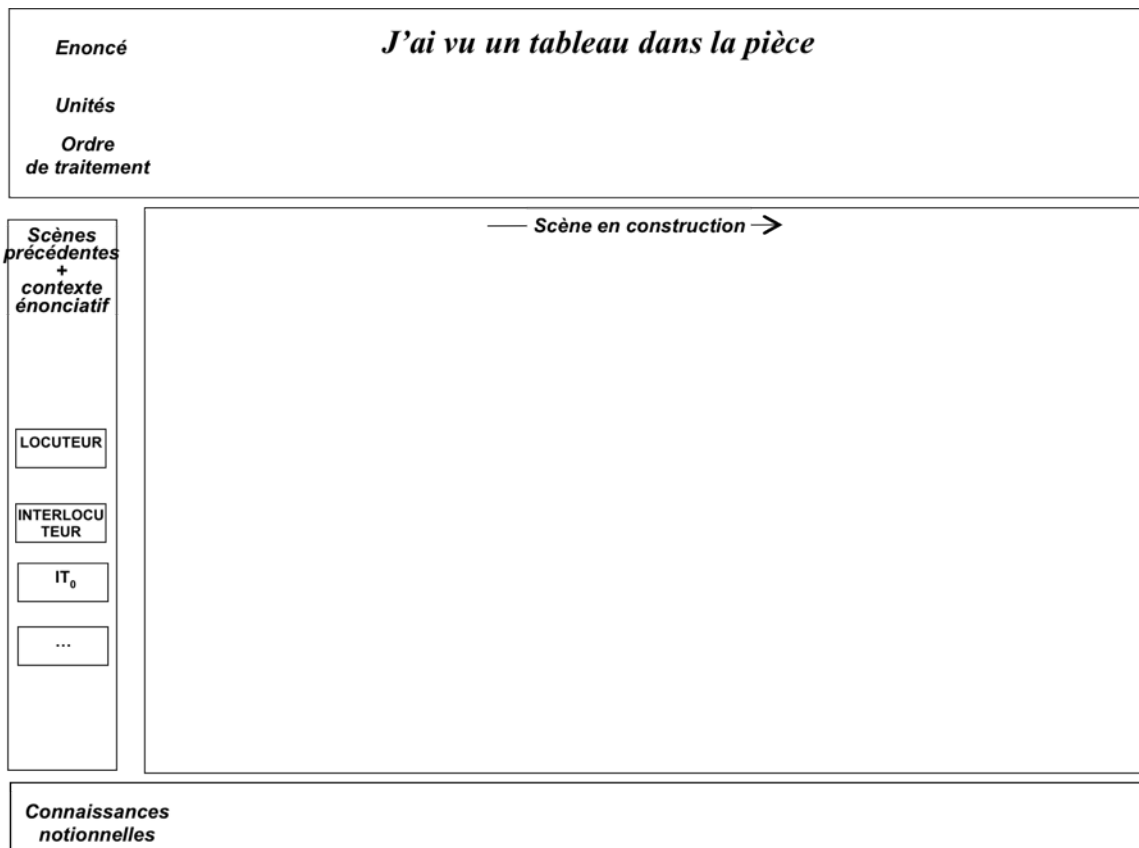 Enoncé
J’ai vu un tableau dans la pièce
Unités
Ordre
de traitement
Scènes
précédentes
+
contexte
énonciatif
Scène en construction
LOCUTEUR
INTERLOCU
TEUR
IT0
...
Connaissances
notionnelles